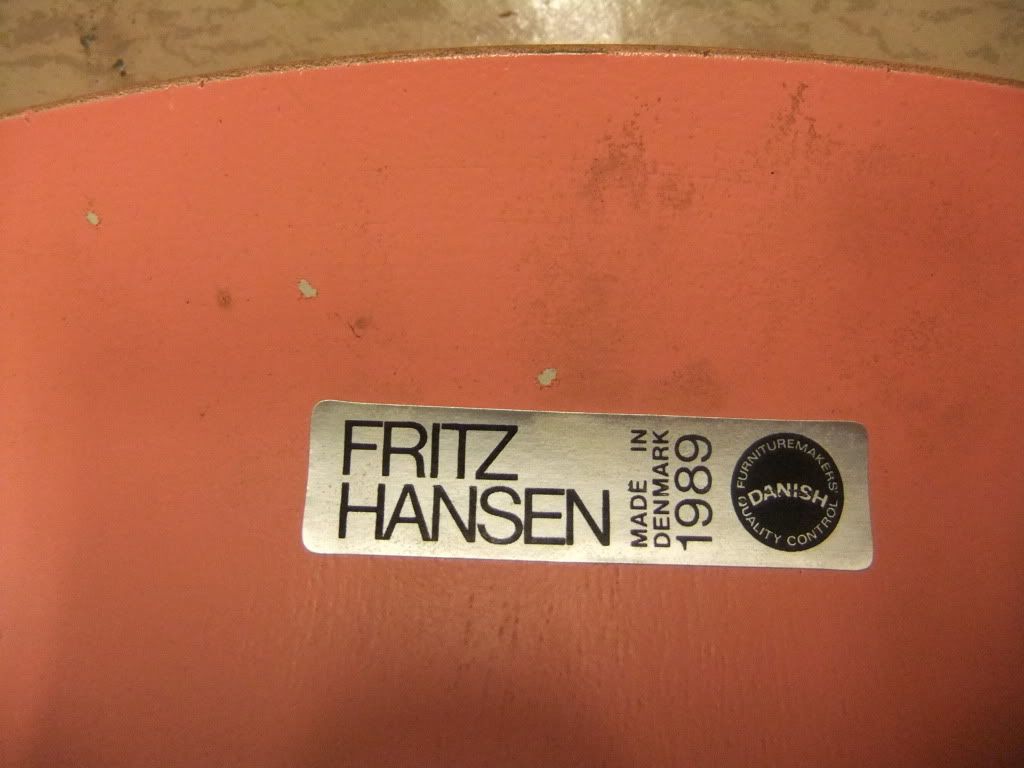 FRITZ
HANSEN
MADE IN
DENMARK
1989
FURNITUREMAKERS'
DANISH
QUALITY CONTROL